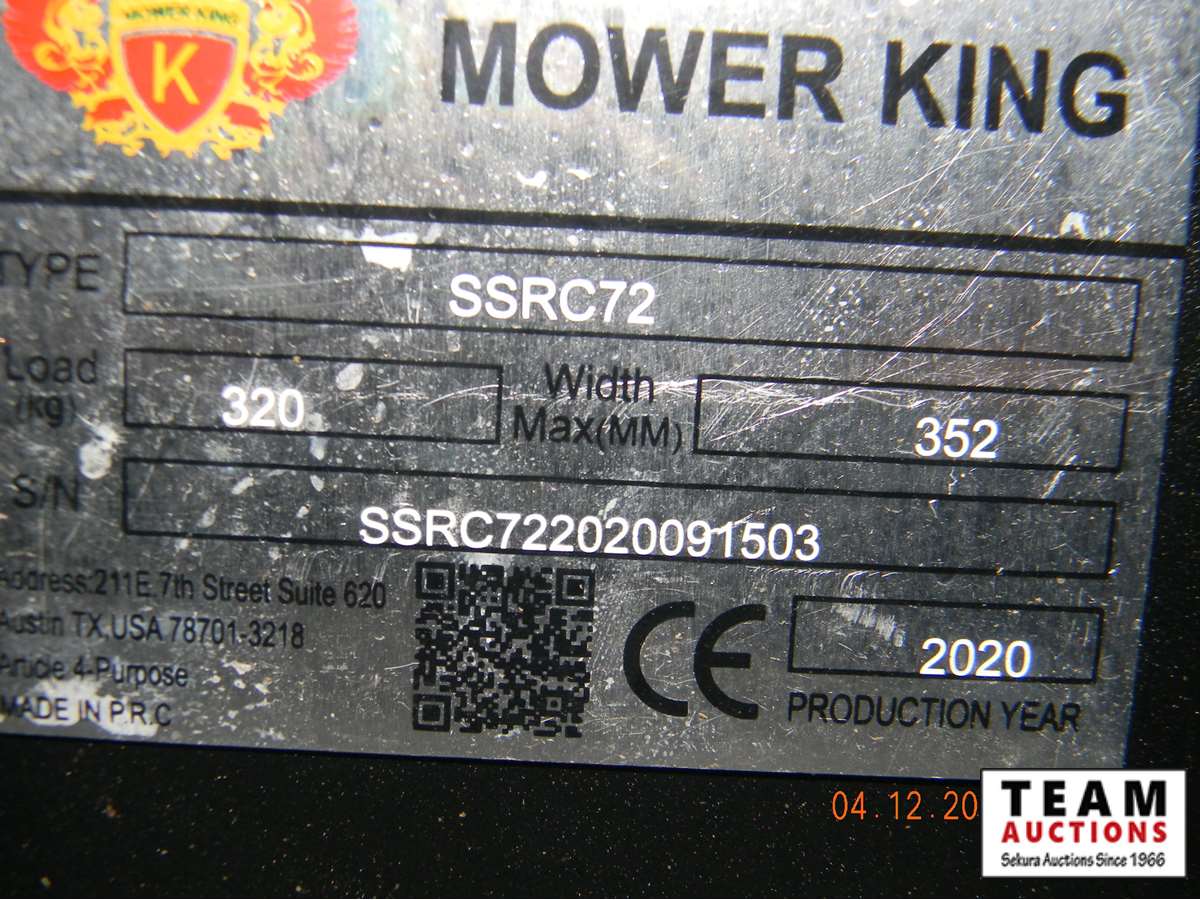 MOWER KING
K
MOWER KING
TYPE SSRC72
Load (kg) 320 Width Max(MM) 352
S/N SSRC722020091503
Address:211E.7th Street Suite 620
Austin TX,USA 78701-3218
Article 4-Purpose
MADE IN P.R.C
CE
2020
PRODUCTION YEAR
04.12.20
TEAM
AUCTIONS
Sekura Auctions Since 1966